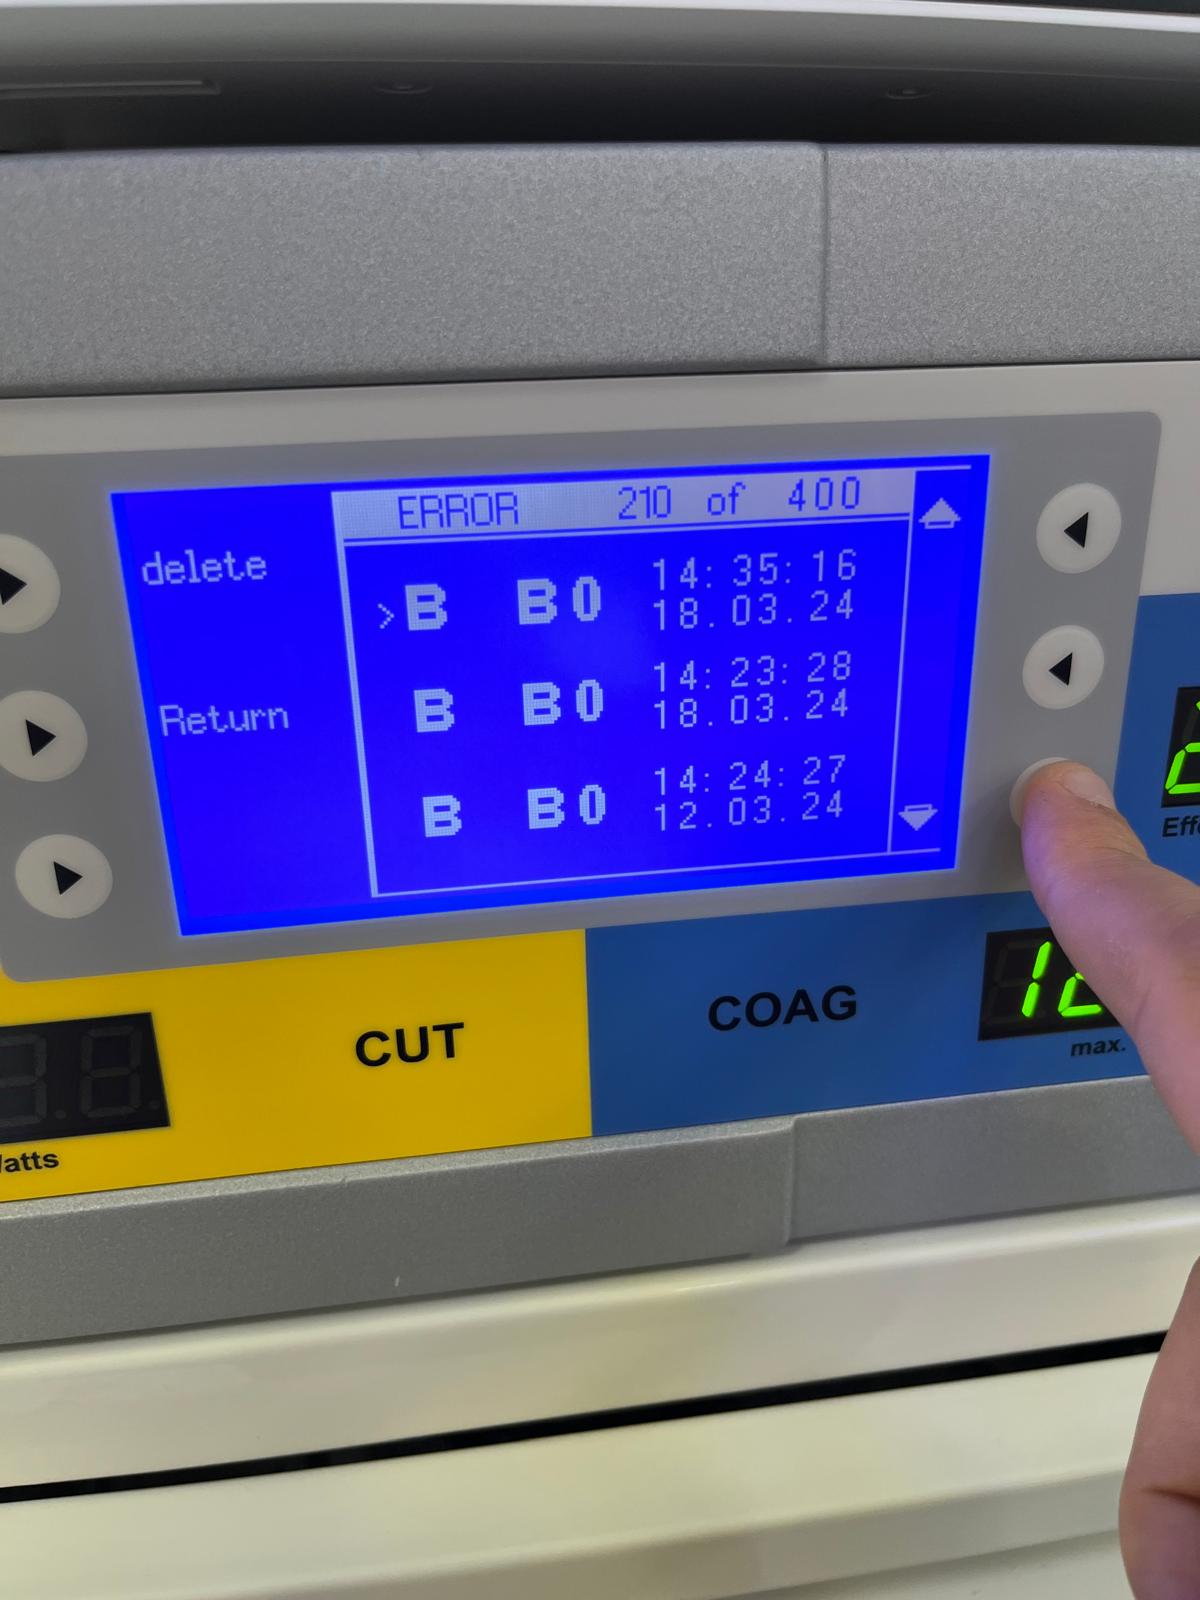 ERROR 210 of 400
delete
>B B0 14:35:16
18.03.24
Return
B B0 14:23:28
18.03.24
B B0 14:24:27
12.03.24
CUT
COAG
max.